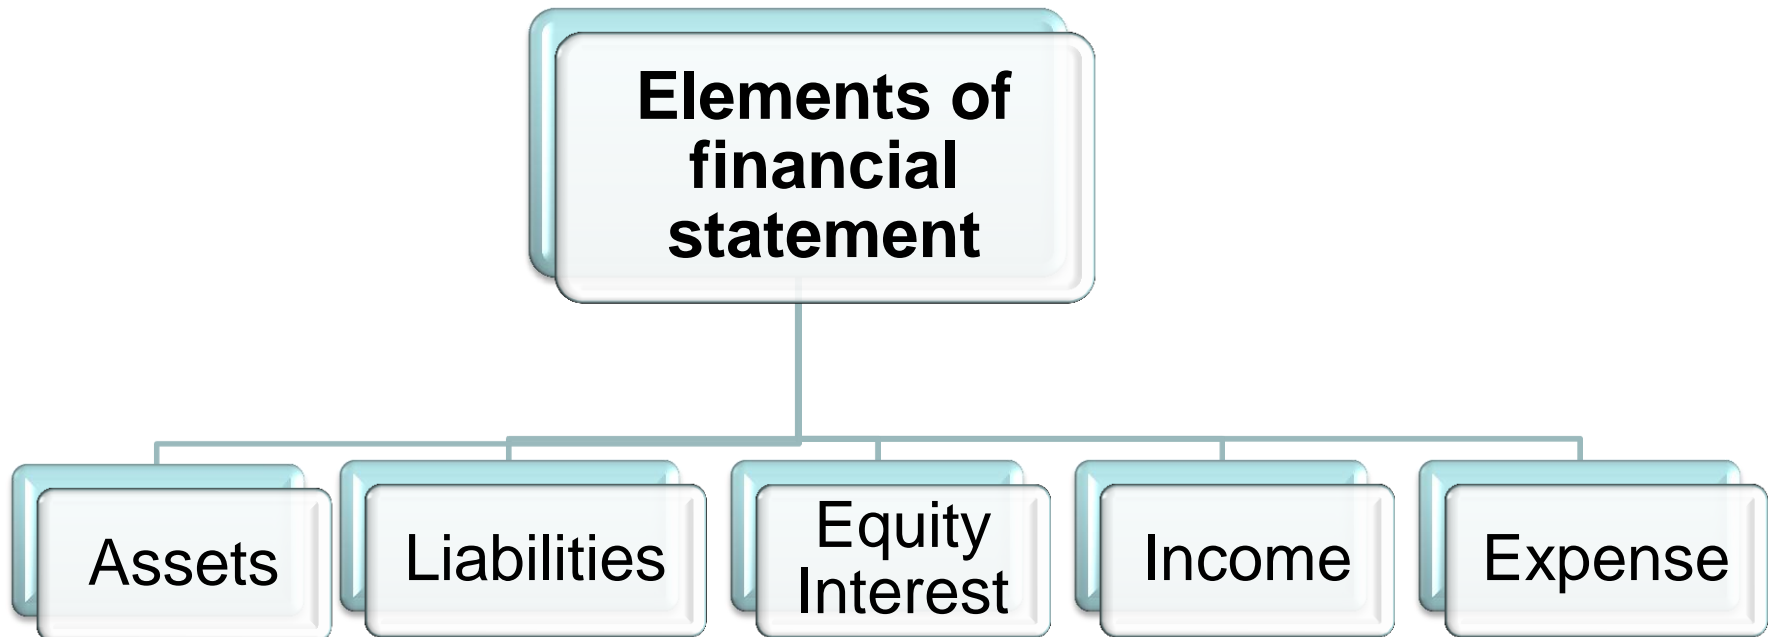 Elements of
financial
statement
Assets
Liabilities
Equity
Interest
Income
Expense